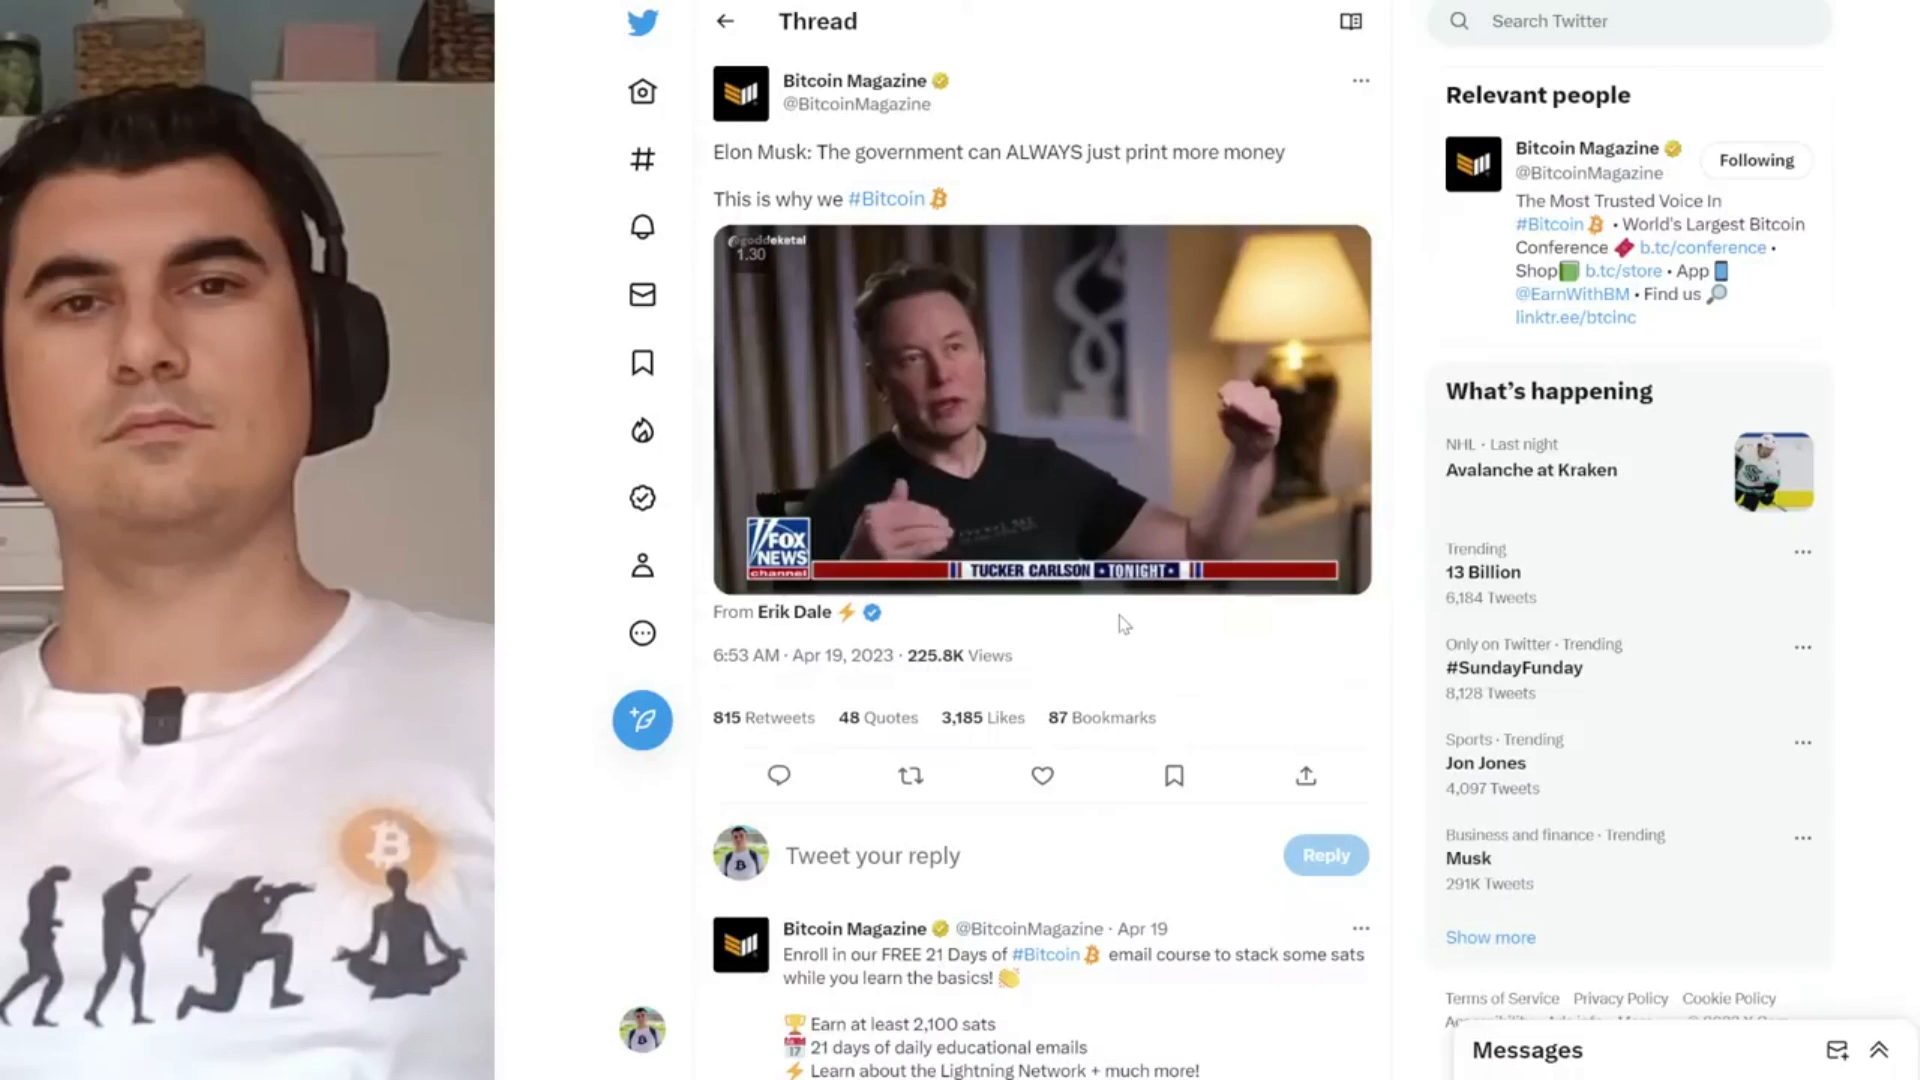 Thread
Search Twitter
Bitcoin Magazine
@BitcoinMagazine
Elon Musk: The government can ALWAYS just print more money
This is why we #Bitcoin
@goddeketal
1.30
FOX
NEWS
channel
TUCKER CARLSON TONIGHT
From Erik Dale
6:53 AM · Apr 19, 2023 · 225.8K Views
815 Retweets 48 Quotes 3,185 Likes 87 Bookmarks
Tweet your reply
Reply
Bitcoin Magazine @BitcoinMagazine · Apr 19
Enroll in our FREE 21 Days of #Bitcoin email course to stack some sats
while you learn the basics!
Earn at least 2,100 sats
21 days of daily educational emails
Learn about the Lightning Network + much more!
Relevant people
Bitcoin Magazine
@BitcoinMagazine
Following
The Most Trusted Voice In
#Bitcoin • World's Largest Bitcoin
Conference b.tc/conference •
Shop b.tc/store • App
@EarnWithBM • Find us
linktr.ee/btcinc
What's happening
NHL · Last night
Avalanche at Kraken
Trending
13 Billion
6,184 Tweets
Only on Twitter · Trending
#SundayFunday
8,128 Tweets
Sports · Trending
Jon Jones
4,097 Tweets
Business and finance · Trending
Musk
291K Tweets
Show more
Terms of Service Privacy Policy Cookie Policy
Messages